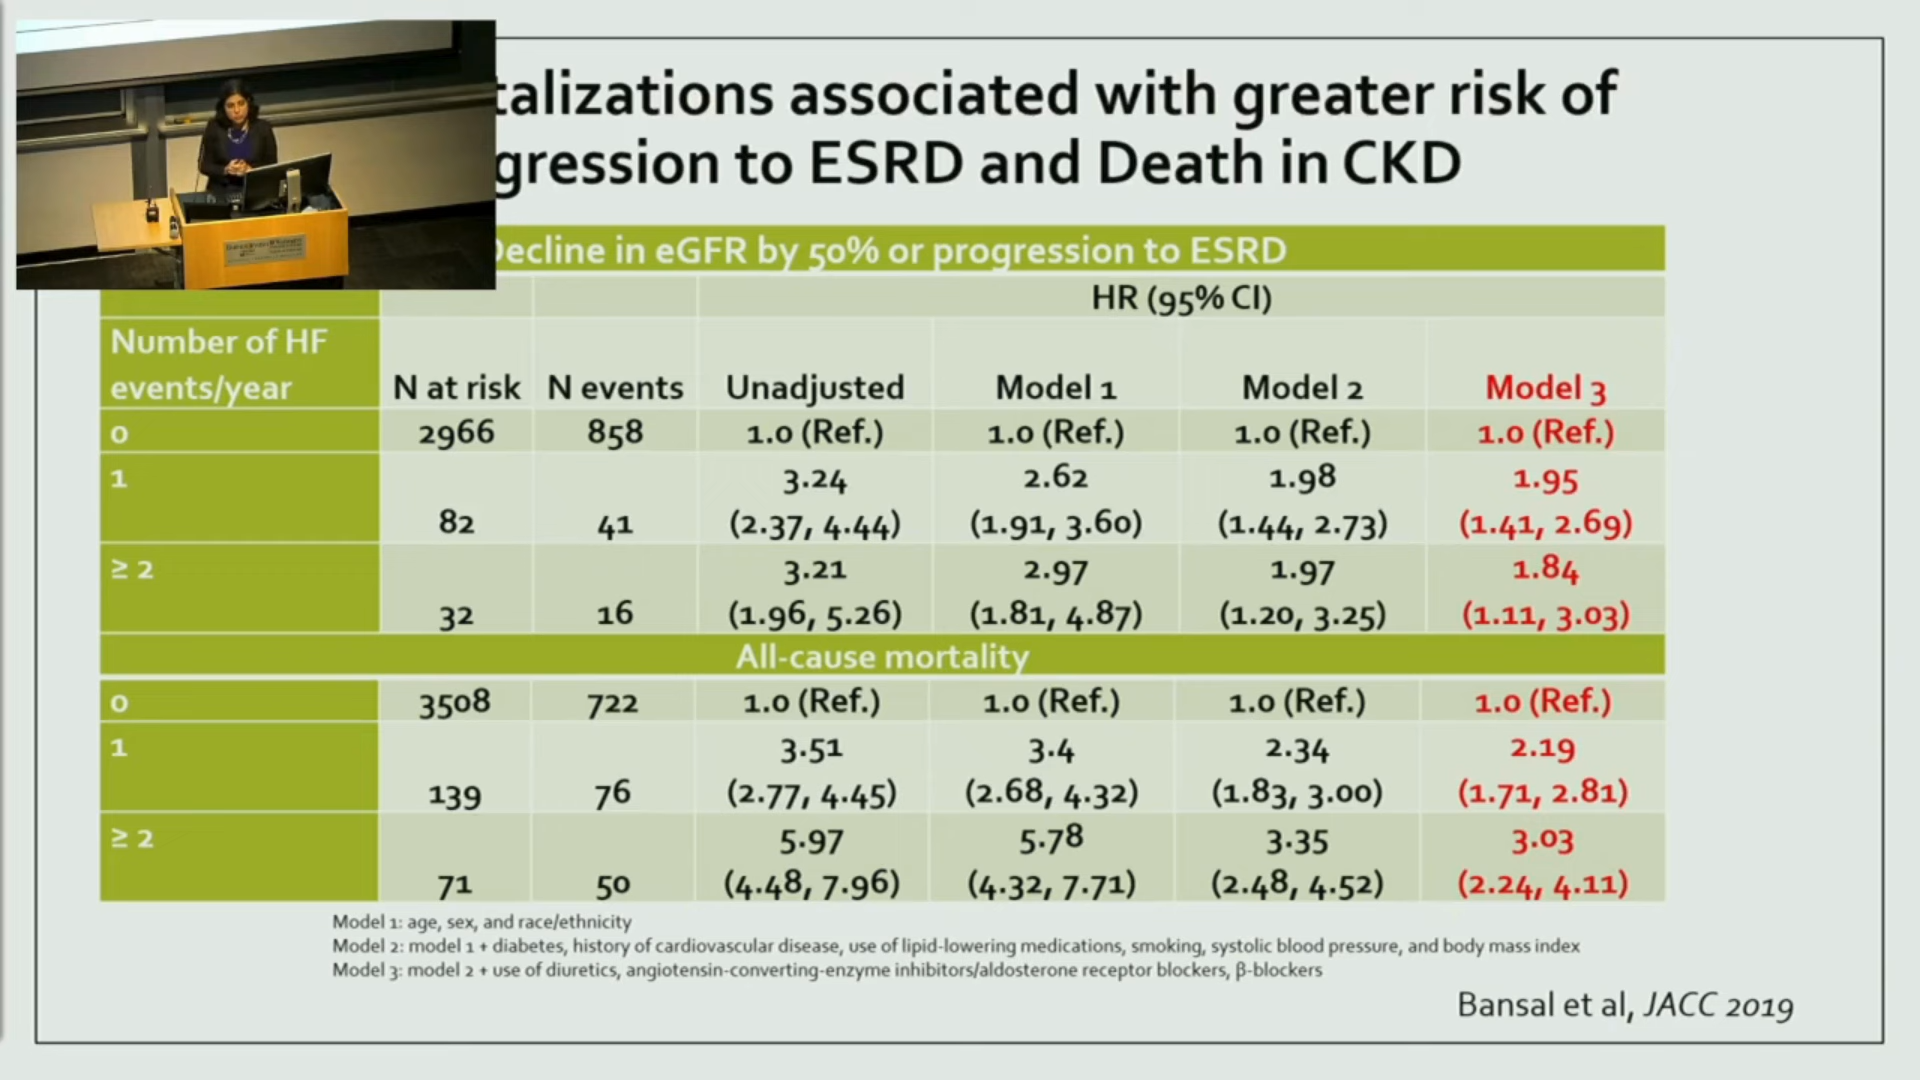 talizations associated with greater risk of
gression to ESRD and Death in CKD
Decline in eGFR by 50% or progression to ESRD
HR (95% CI)
Number of HF
events/year N at risk N events Unadjusted Model 1 Model 2 Model 3
0 2966 858 1.0 (Ref.) 1.0 (Ref.) 1.0 (Ref.) 1.0 (Ref.)
1 3.24 2.62 1.98 1.95
82 41 (2.37, 4.44) (1.91, 3.60) (1.44, 2.73) (1.41, 2.69)
≥ 2 3.21 2.97 1.97 1.84
32 16 (1.96, 5.26) (1.81, 4.87) (1.20, 3.25) (1.11, 3.03)
All-cause mortality
0 3508 722 1.0 (Ref.) 1.0 (Ref.) 1.0 (Ref.) 1.0 (Ref.)
1 3.51 3.4 2.34 2.19
139 76 (2.77, 4.45) (2.68, 4.32) (1.83, 3.00) (1.71, 2.81)
≥ 2 5.97 5.78 3.35 3.03
71 50 (4.48, 7.96) (4.32, 7.71) (2.48, 4.52) (2.24, 4.11)
Model 1: age, sex, and race/ethnicity
Model 2: model 1 + diabetes, history of cardiovascular disease, use of lipid-lowering medications, smoking, systolic blood pressure, and body mass index
Model 3: model 2 + use of diuretics, angiotensin-converting-enzyme inhibitors/aldosterone receptor blockers, β-blockers
Bansal et al, JACC 2019